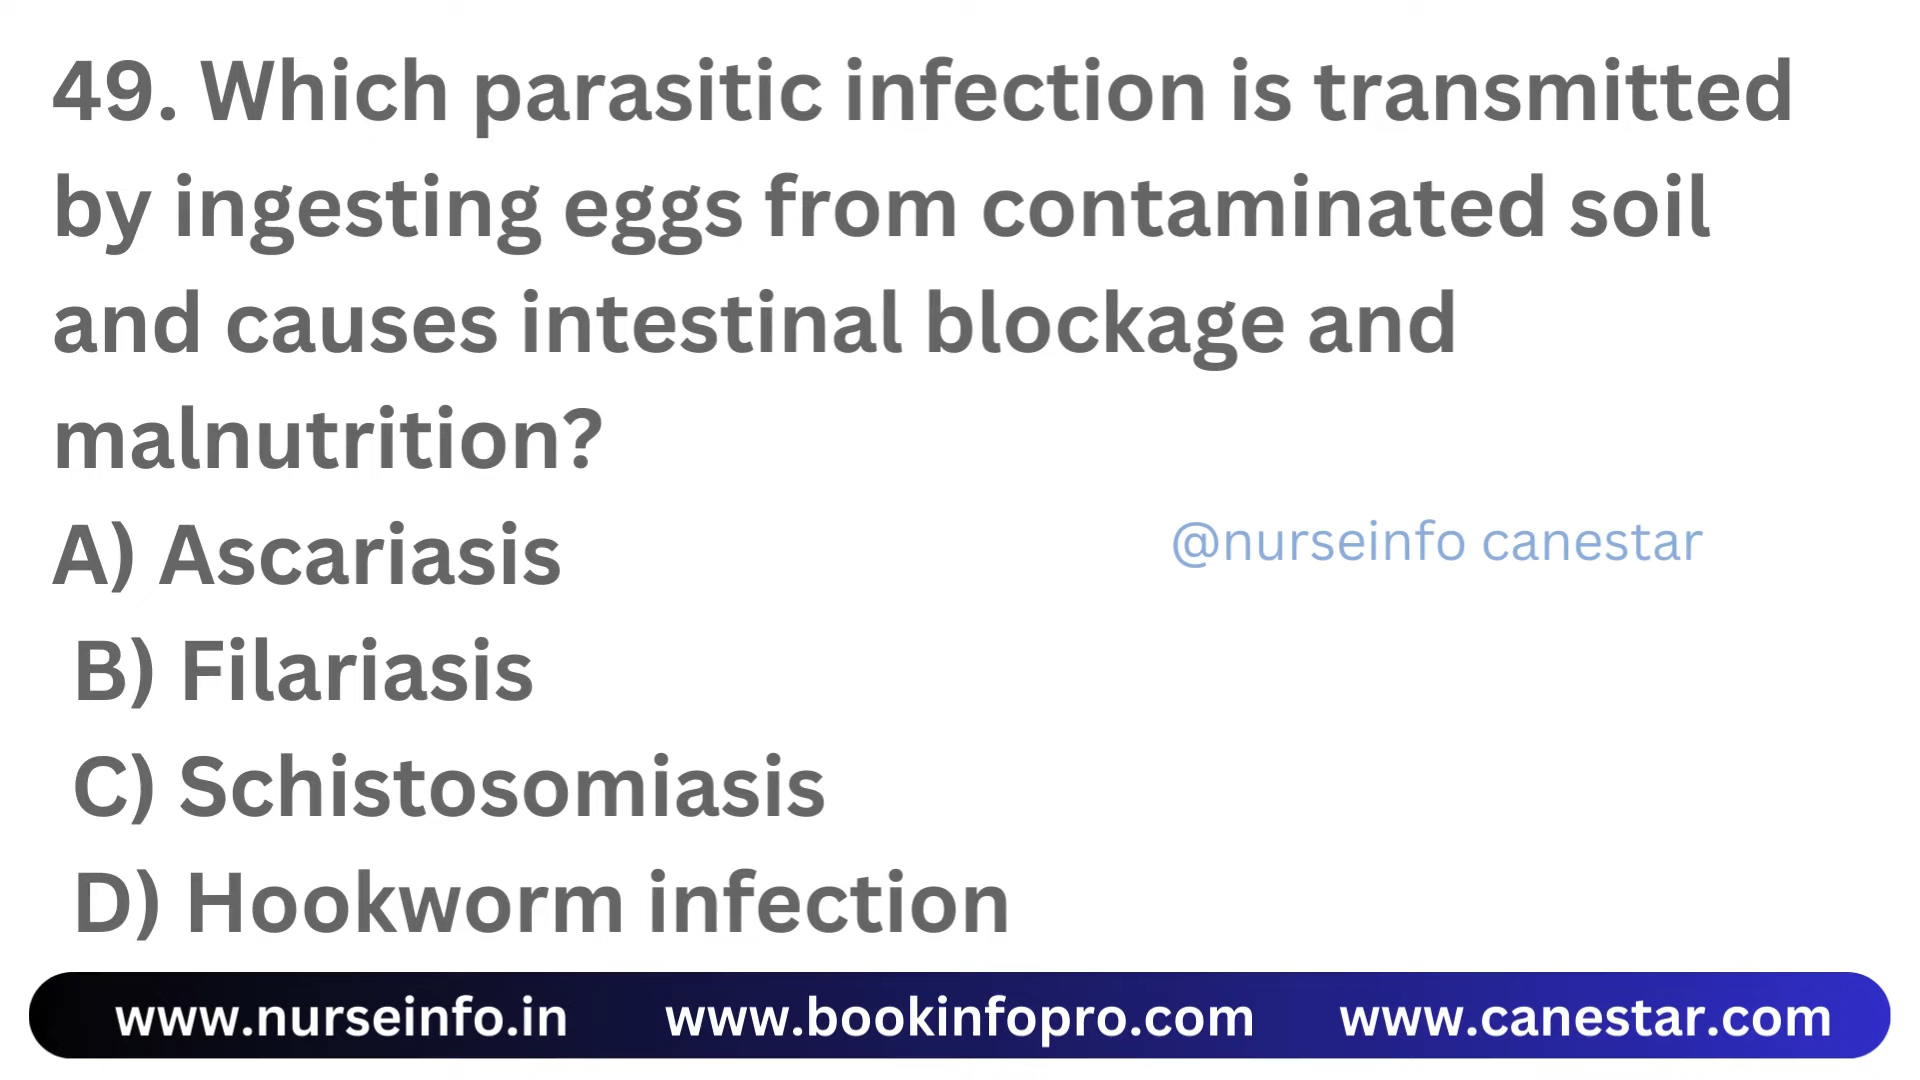 49. Which parasitic infection is transmitted
by ingesting eggs from contaminated soil
and causes intestinal blockage and
malnutrition?
A) Ascariasis
@nurseinfo canestar
B) Filariasis
C) Schistosomiasis
D) Hookworm infection
www.nurseinfo.in www.bookinfopro.com www.canestar.com